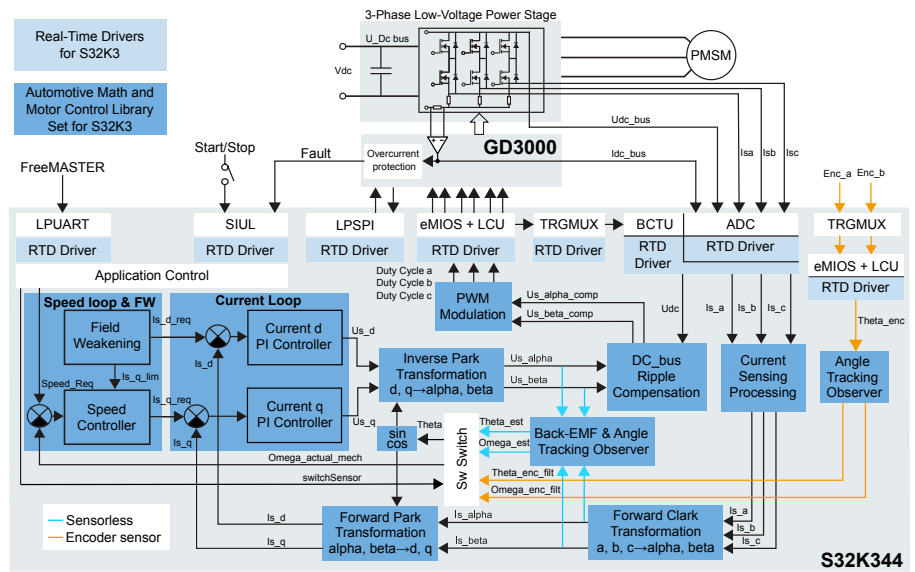 3-Phase Low-Voltage Power Stage
Real-Time Drivers
for S32K3
U_Dc bus
Vdc
PMSM
Automotive Math and
Motor Control Library
Set for S32K3
Udc_bus
Isa
Isb
Isc
Start/Stop
Fault
Overcurrent
protection
GD3000
Idc_bus
FreeMASTER
Enc_a
Enc_b
LPUART
RTD Driver
SIUL
RTD Driver
LPSPI
RTD Driver
eMIOS + LCU
RTD Driver
TRGMUX
RTD Driver
BCTU
RTD
Driver
ADC
RTD Driver
TRGMUX
eMIOS + LCU
RTD Driver
Application Control
Duty Cycle a
Duty Cycle b
Duty Cycle c
PWM
Modulation
Us_alpha_comp
Us_beta_comp
Udc
Is_a
Is_b
Is_c
Theta_enc
Speed loop & FW
Current Loop
Field
Weakening
Is_d_req
Is_d
Current d
PI Controller
Us_d
Is_q_lim
Speed_Req
Speed
Controller
Is_q_req
Is_q
Current q
PI Controller
Us_q
Inverse Park
Transformation
d, q→alpha, beta
Us_alpha
Us_beta
DC_bus
Ripple
Compensation
Current
Sensing
Processing
Angle
Tracking
Observer
sin
cos
Theta
Sw Switch
Theta_est
Omega_est
Back-EMF & Angle
Tracking Observer
Omega_actual_mech
switchSensor
Theta_enc_filt
Omega_enc_filt
Is_d
Is_q
Forward Park
Transformation
alpha, beta→d, q
Is_alpha
Is_beta
Forward Clark
Transformation
a, b, c→alpha, beta
Is_a
Is_b
Is_c
Sensorless
Encoder sensor
S32K344